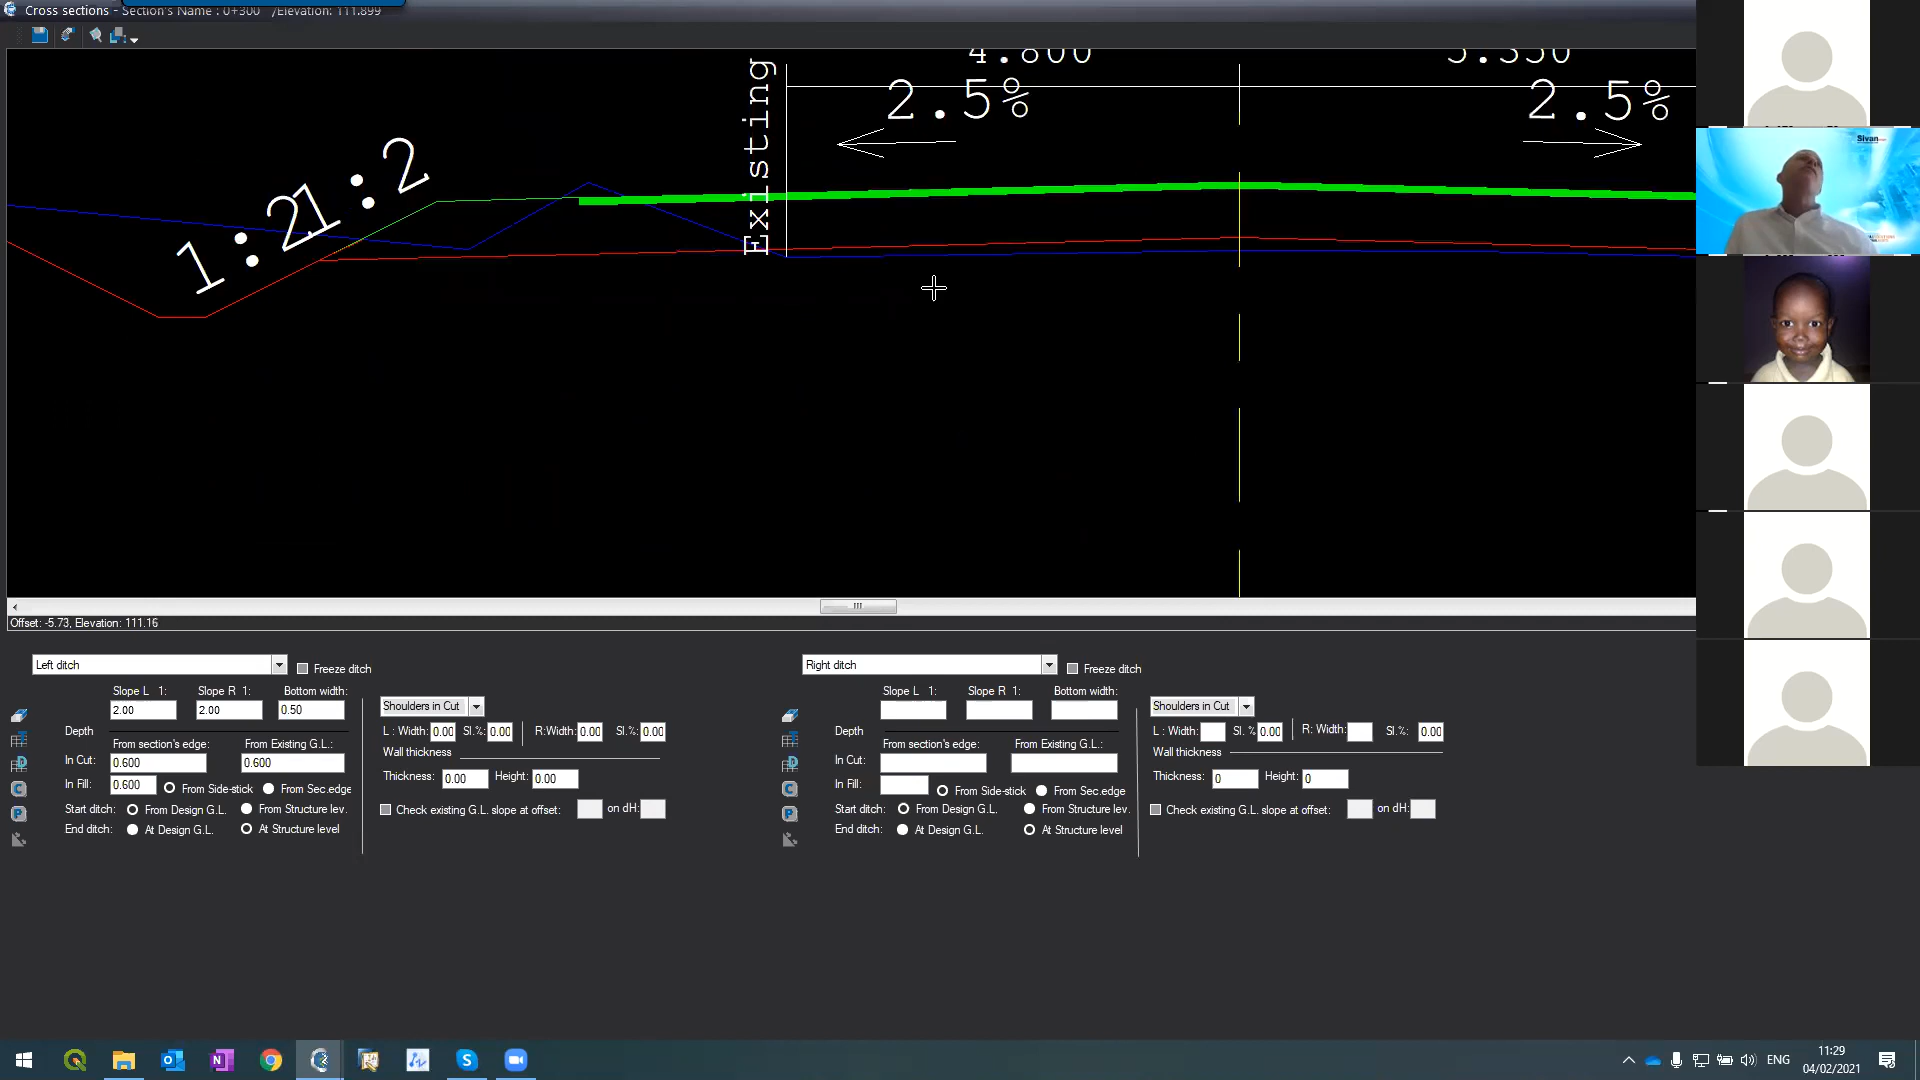 Cross sections - Section's Name : 0+300 /Elevation: 111.899
4.800
5.350
2.5%
2.5%
Existing
1:2
1:2
Sivan
Offset: -5.73, Elevation: 111.16
Left ditch
Freeze ditch
Slope L 1:
Slope R 1:
Bottom width:
2.00
2.00
0.50
Depth
From section's edge:
From Existing G.L.:
In Cut:
0.600
0.600
In Fill:
0.600
From Side-stick
From Sec.edge
Start ditch:
From Design G.L.
From Structure lev.
End ditch:
At Design G.L.
At Structure level
Shoulders in Cut
L : Width:
0.00
Sl.%:
0.00
R:Width:
0.00
Sl.%:
0.00
Wall thickness
Thickness:
0.00
Height:
0.00
Check existing G.L. slope at offset:
on dH:
Right ditch
Freeze ditch
Slope L 1:
Slope R 1:
Bottom width:
Depth
From section's edge:
From Existing G.L.:
In Cut:
In Fill:
From Side-stick
From Sec.edge
Start ditch:
From Design G.L.
From Structure lev.
End ditch:
At Design G.L.
At Structure level
Shoulders in Cut
L : Width:
Sl. %
0.00
R: Width:
Sl.%:
0.00
Wall thickness
Thickness:
0
Height:
0
Check existing G.L. slope at offset:
on dH:
ENG
11:29
04/02/2021